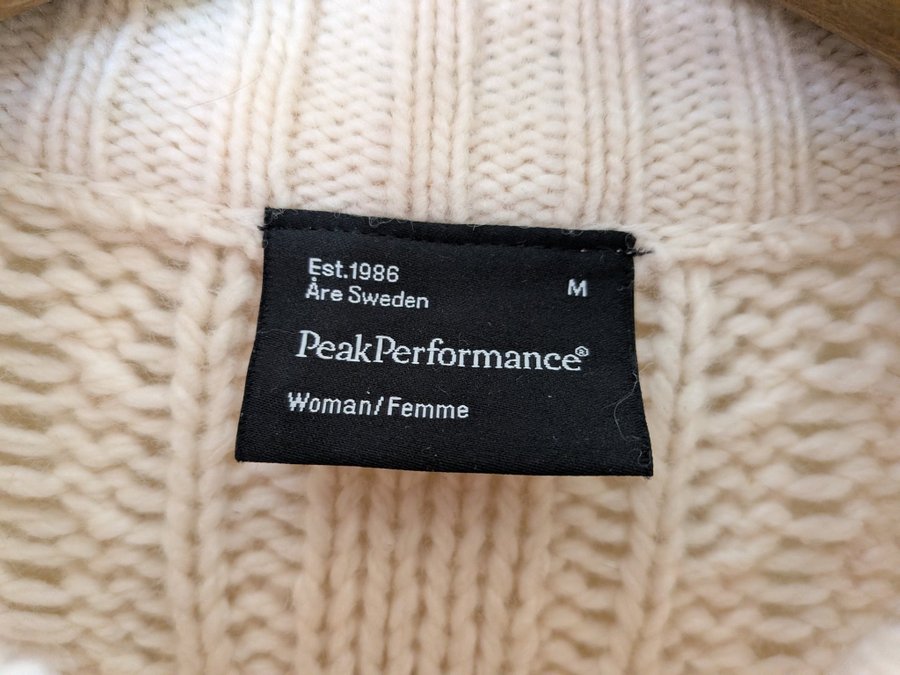 Est.1986
Åre Sweden
M
PeakPerformance®
Woman/Femme